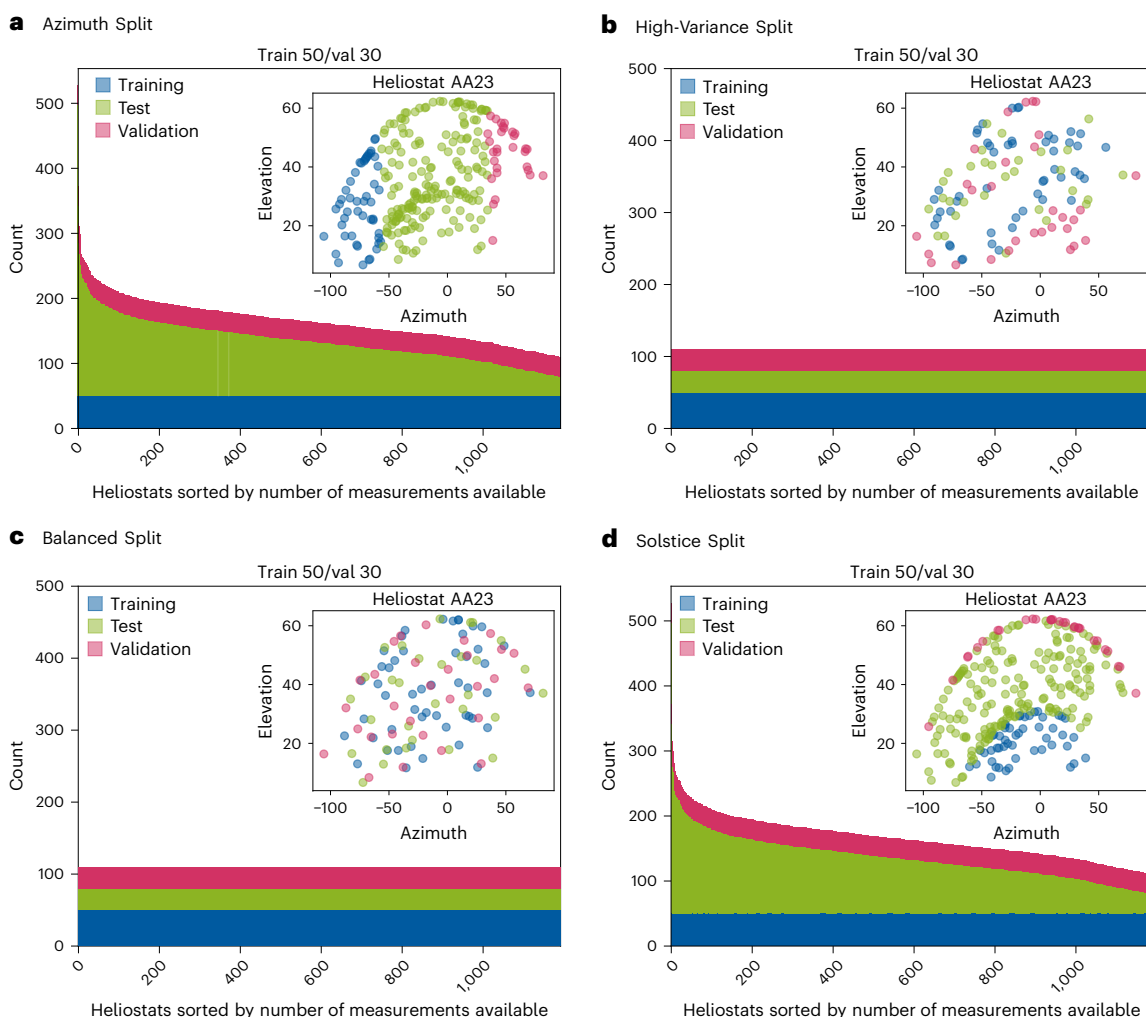 a Azimuth Split
Train 50/val 30
Training
Test
Validation
Heliostat AA23
Elevation
60
40
20
−100
−50
0
50
Azimuth
Count
500
400
300
200
100
0
0
200
400
600
800
1,000
Heliostats sorted by number of measurements available
b High-Variance Split
Train 50/val 30
Training
Test
Validation
Heliostat AA23
Elevation
60
40
20
−100
−50
0
50
Azimuth
Count
500
400
300
200
100
0
0
200
400
600
800
1,000
Heliostats sorted by number of measurements available
c Balanced Split
Train 50/val 30
Training
Test
Validation
Heliostat AA23
Elevation
60
40
20
−100
−50
0
50
Azimuth
Count
500
400
300
200
100
0
0
200
400
600
800
1,000
Heliostats sorted by number of measurements available
d Solstice Split
Train 50/val 30
Training
Test
Validation
Heliostat AA23
Elevation
60
40
20
−100
−50
0
50
Azimuth
Count
500
400
300
200
100
0
0
200
400
600
800
1,000
Heliostats sorted by number of measurements available